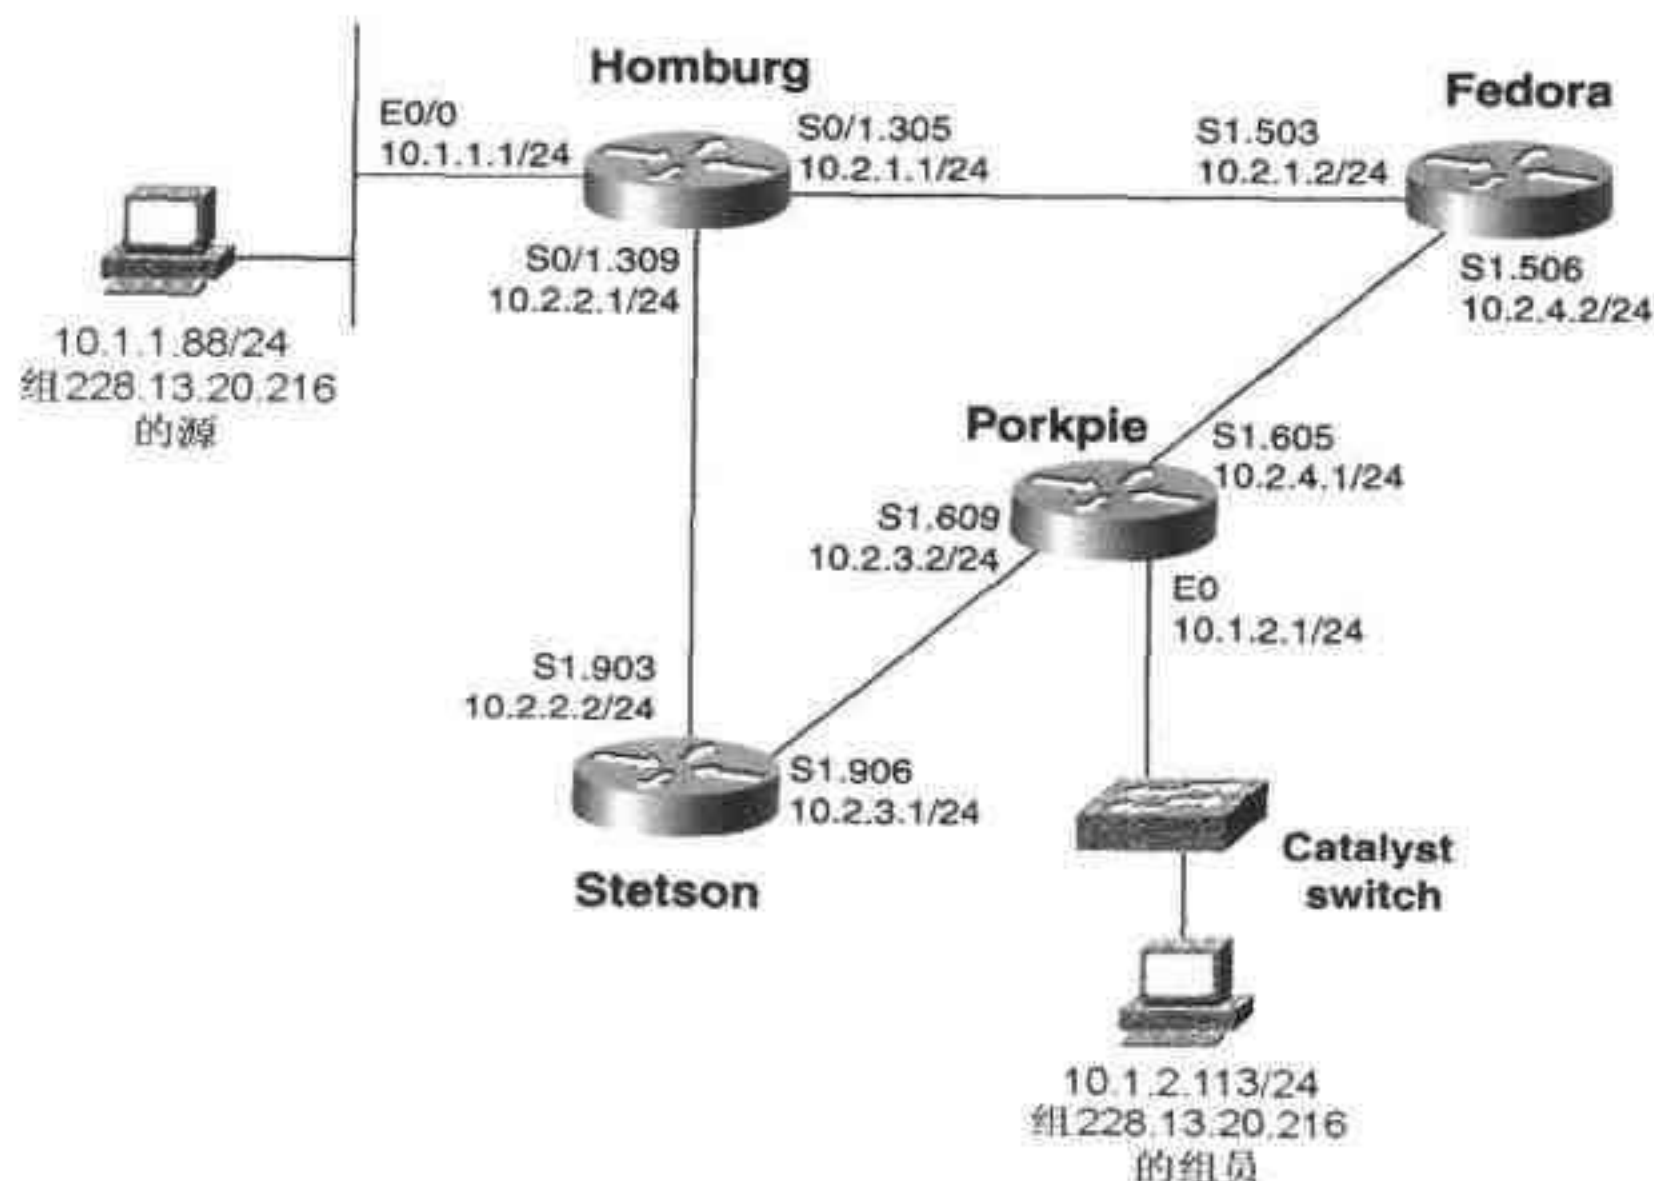 Homburg
Fedora
E0/0
10.1.1.1/24
S0/1.305
10.2.1.1/24
S1.503
10.2.1.2/24
S0/1.309
10.2.2.1/24
S1.506
10.2.4.2/24
10.1.1.88/24
组228.13.20.216
的源
Porkpie
S1.605
10.2.4.1/24
S1.609
10.2.3.2/24
E0
10.1.2.1/24
S1.903
10.2.2.2/24
S1.906
10.2.3.1/24
Stetson
Catalyst
switch
10.1.2.113/24
组228.13.20.216
的组员